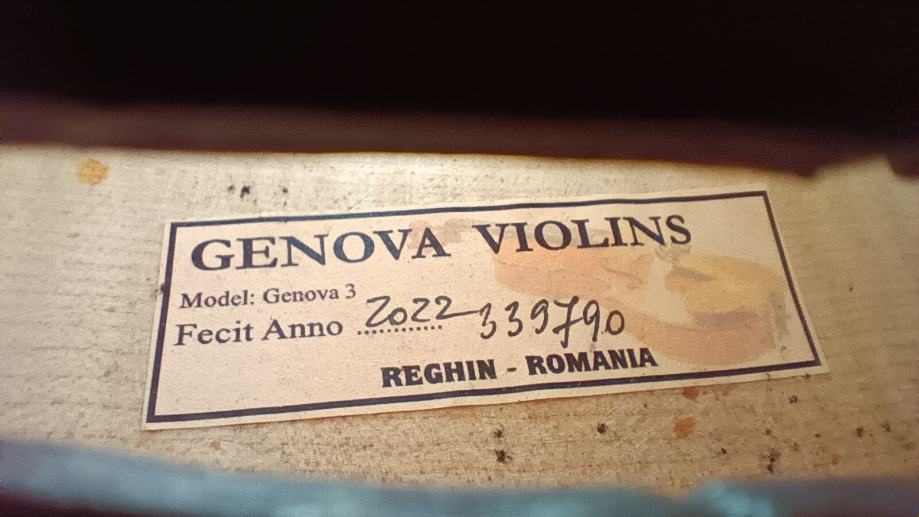 GENOVA VIOLINS
Model: Genova 3
Fecit Anno 2022 339790
REGHIN - ROMANIA